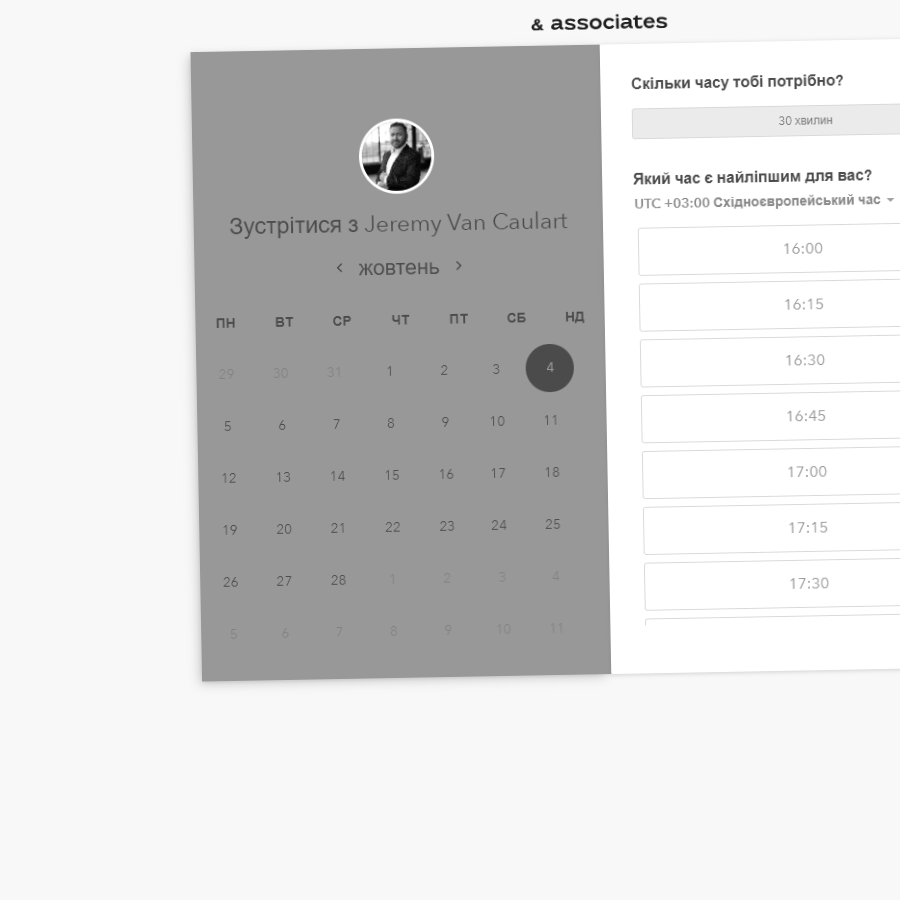 & associates
Зустрітися з Jeremy Van Caulart
жовтень
ПН ВТ СР ЧТ ПТ СБ НД
29 30 31 1 2 3 4
5 6 7 8 9 10 11
12 13 14 15 16 17 18
19 20 21 22 23 24 25
26 27 28 1 2 3 4
5 6 7 8 9 10 11
Скільки часу тобі потрібно?
30 хвилин
Який час є найліпшим для вас?
UTC +03:00 Східноєвропейський час
16:00
16:15
16:30
16:45
17:00
17:15
17:30